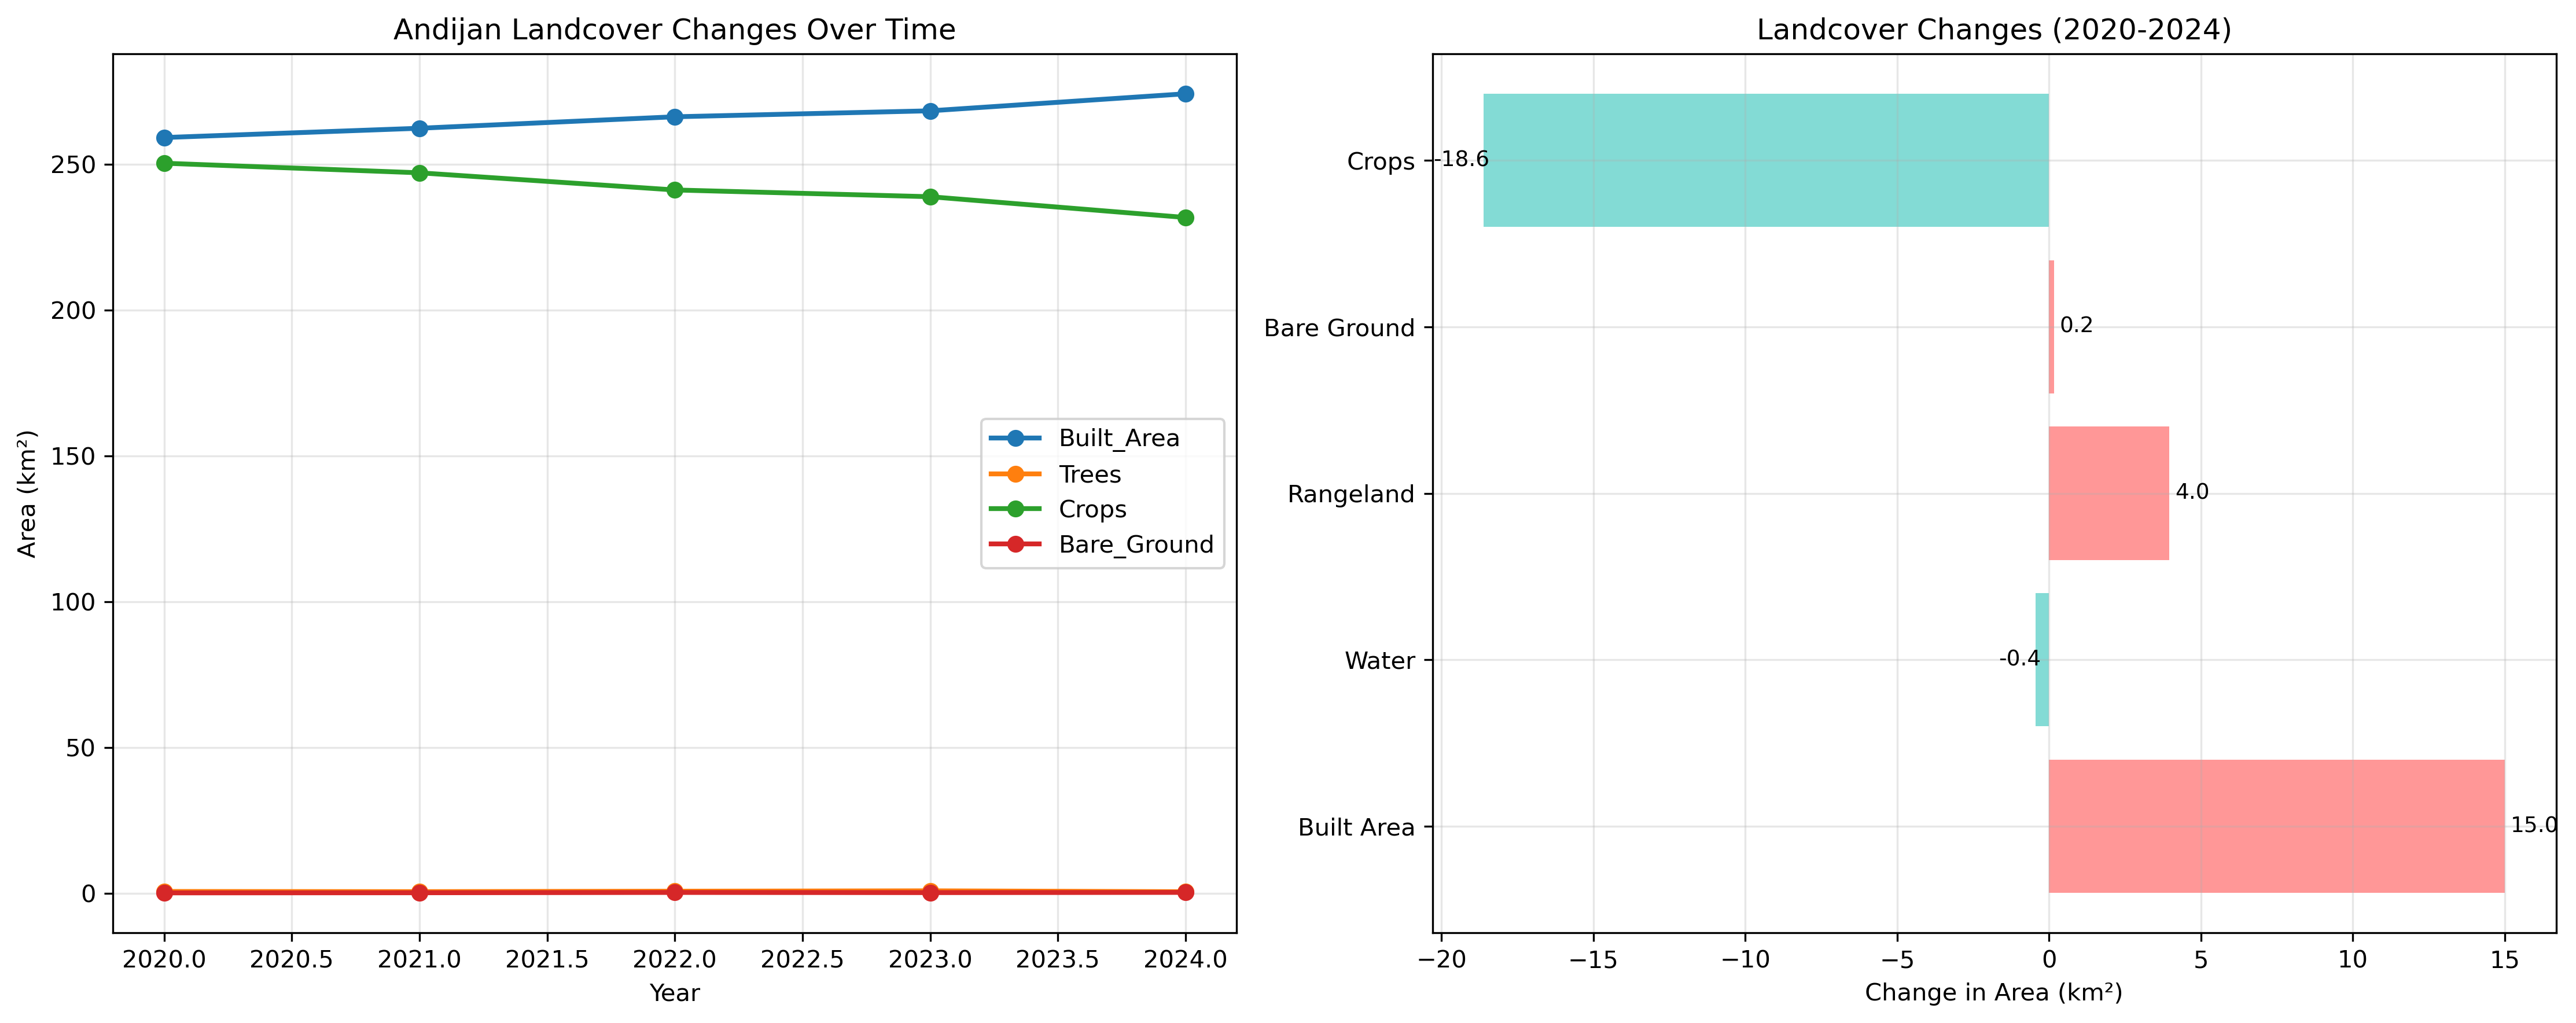 Andijan Landcover Changes Over Time
Area (km²)
250
200
150
100
50
0
Built_Area
Trees
Crops
Bare_Ground
2020.0 2020.5 2021.0 2021.5 2022.0 2022.5 2023.0 2023.5 2024.0
Year
Landcover Changes (2020-2024)
Crops -18.6
Bare Ground 0.2
Rangeland 4.0
Water -0.4
Built Area 15.0
−20 −15 −10 −5 0 5 10 15
Change in Area (km²)